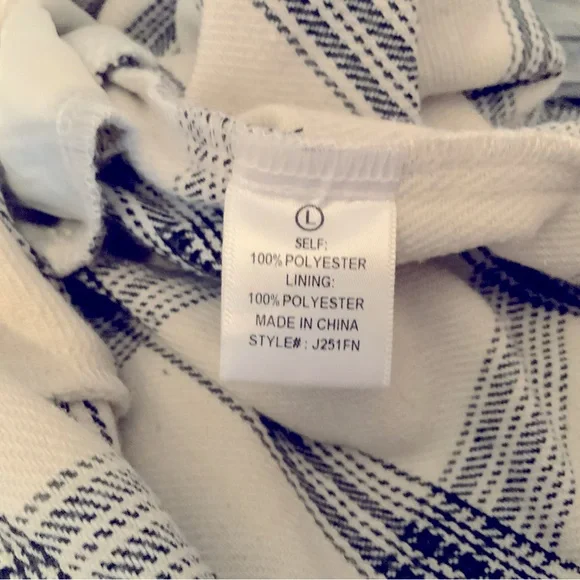 L
SELF:
100% POLYESTER
LINING:
100% POLYESTER
MADE IN CHINA
STYLE# : J251FN